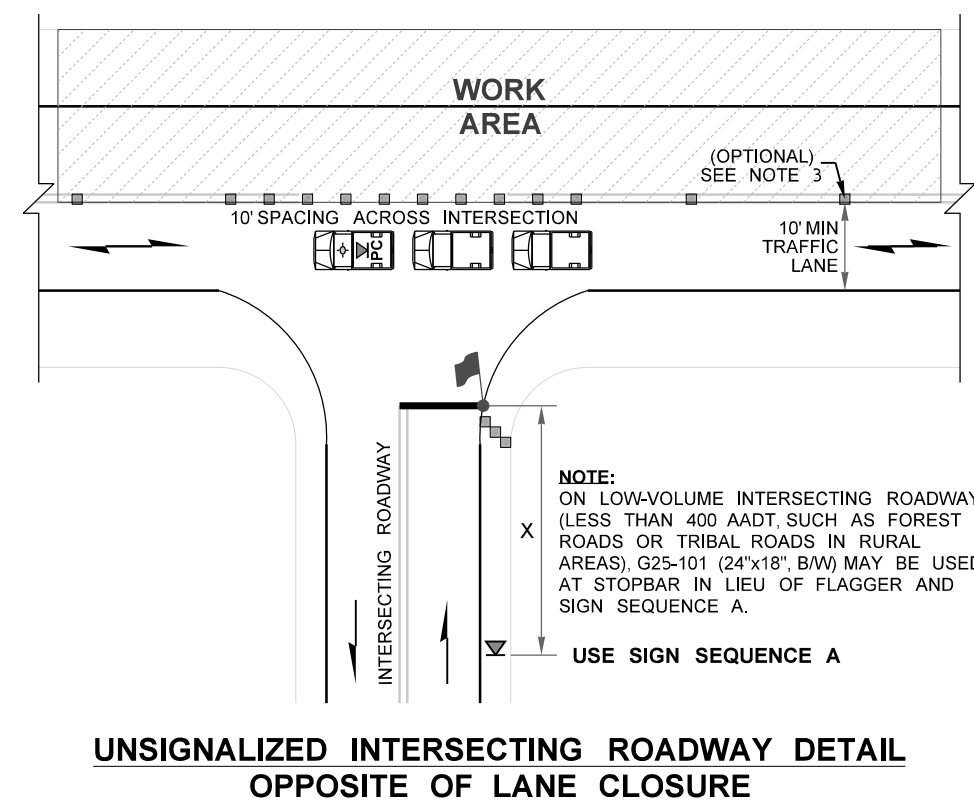 WORK
AREA
(OPTIONAL)
SEE NOTE 3
10' SPACING ACROSS INTERSECTION
PC
10' MIN
TRAFFIC
LANE
INTERSECTING ROADWAY
X
NOTE:
ON LOW-VOLUME INTERSECTING ROADWAY
(LESS THAN 400 AADT, SUCH AS FOREST
ROADS OR TRIBAL ROADS IN RURAL
AREAS), G25-101 (24"x18", B/W) MAY BE USED
AT STOPBAR IN LIEU OF FLAGGER AND
SIGN SEQUENCE A.
USE SIGN SEQUENCE A
UNSIGNALIZED INTERSECTING ROADWAY DETAIL
OPPOSITE OF LANE CLOSURE